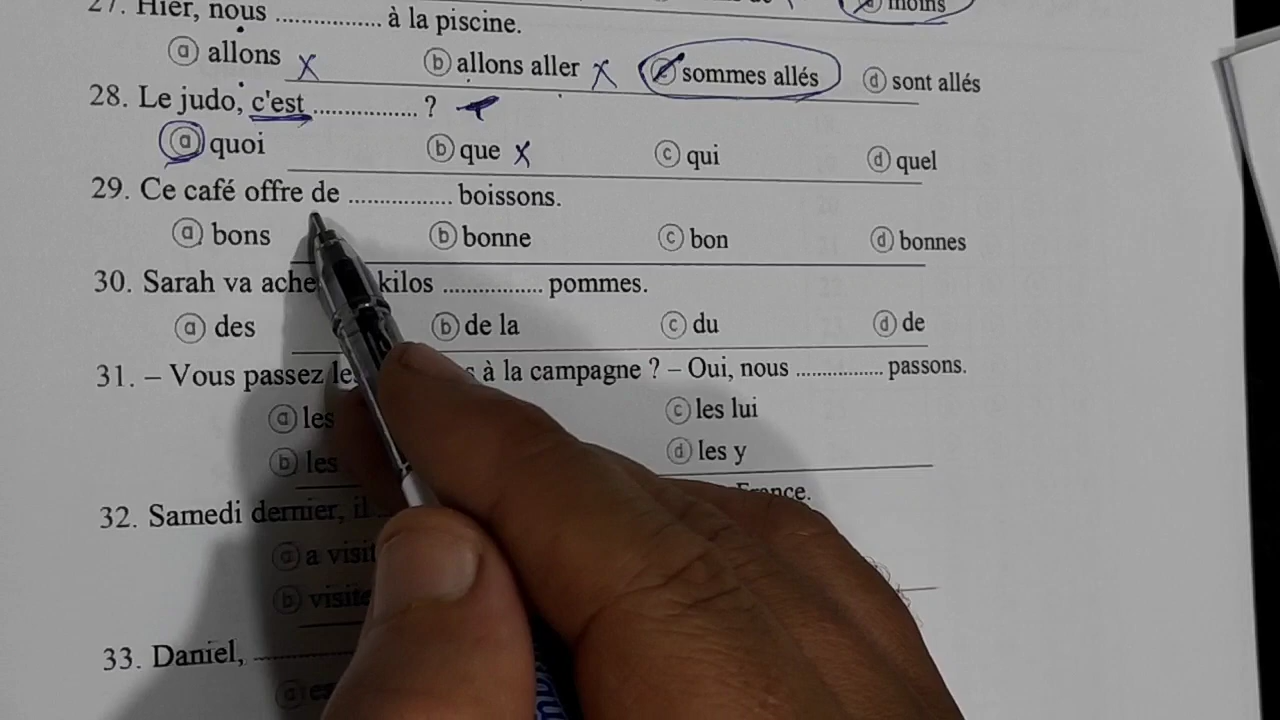 moins
27. Hier, nous ................ à la piscine.
ⓐ allons X ⓑ allons aller X ⓒ sommes allés ⓓ sont allés
28. Le judo, c'est ................ ?
ⓐ quoi ⓑ que X ⓒ qui ⓓ quel
29. Ce café offre de ................ boissons.
ⓐ bons ⓑ bonne ⓒ bon ⓓ bonnes
30. Sarah va ache kilos ................ pommes.
ⓐ des ⓑ de la ⓒ du ⓓ de
31. – Vous passez les à la campagne ? – Oui, nous ................ passons.
ⓐ les ⓒ les lui
ⓑ les ⓓ les y
32. Samedi dernier, il France.
ⓐ a visit
ⓑ visite
33. Daniel,
ⓐ es